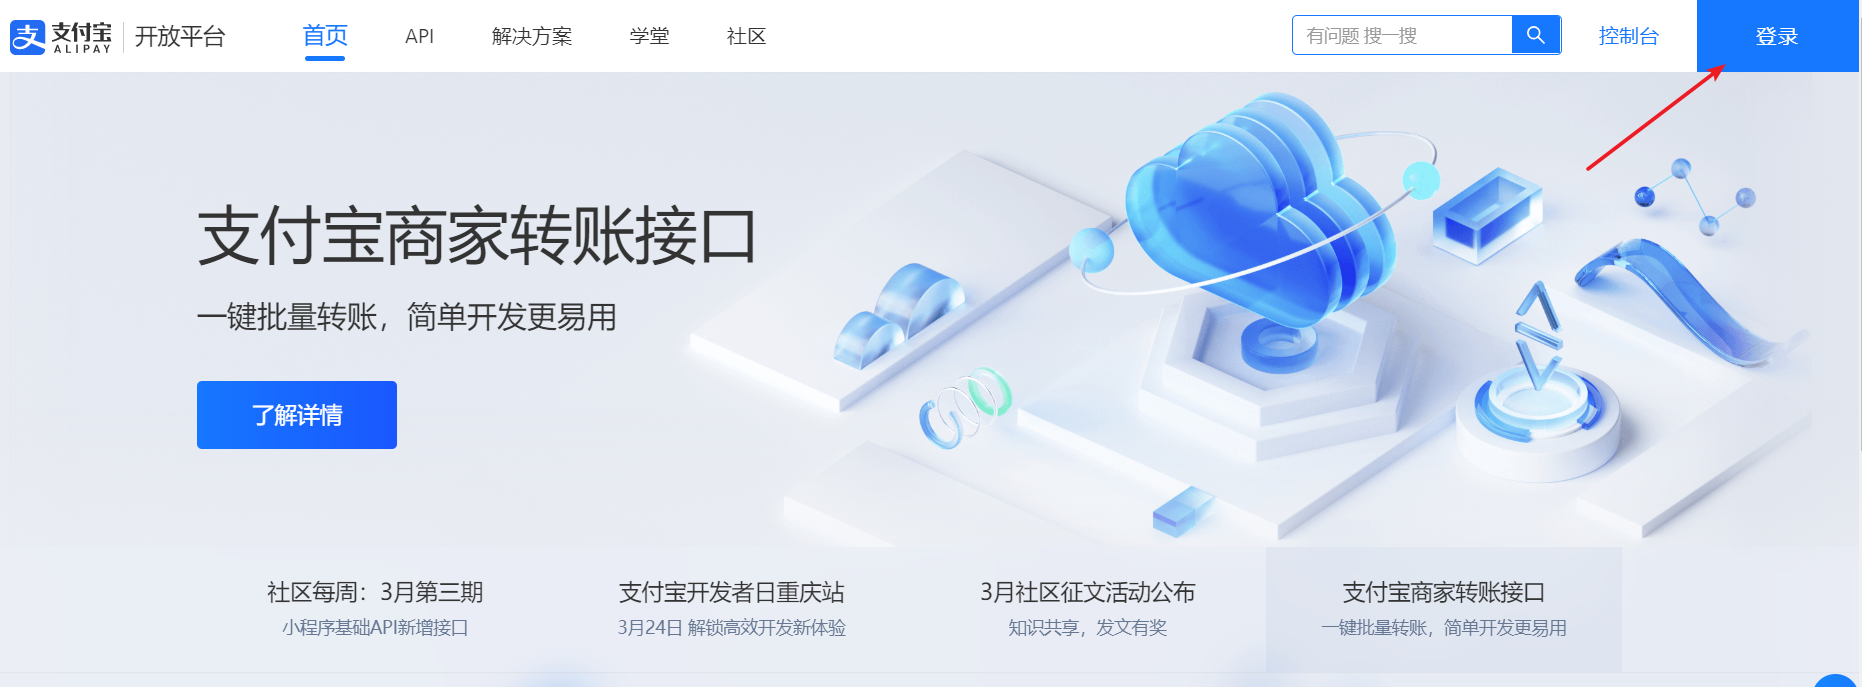 支付宝 ALIPAY 开放平台 首页 API 解决方案 学堂 社区 有问题 搜一搜 控制台 登录
支付宝商家转账接口
一键批量转账，简单开发更易用
了解详情
社区每周：3月第三期 支付宝开发者日重庆站 3月社区征文活动公布 支付宝商家转账接口
小程序基础API新增接口 3月24日 解锁高效开发新体验 知识共享，发文有奖 一键批量转账，简单开发更易用